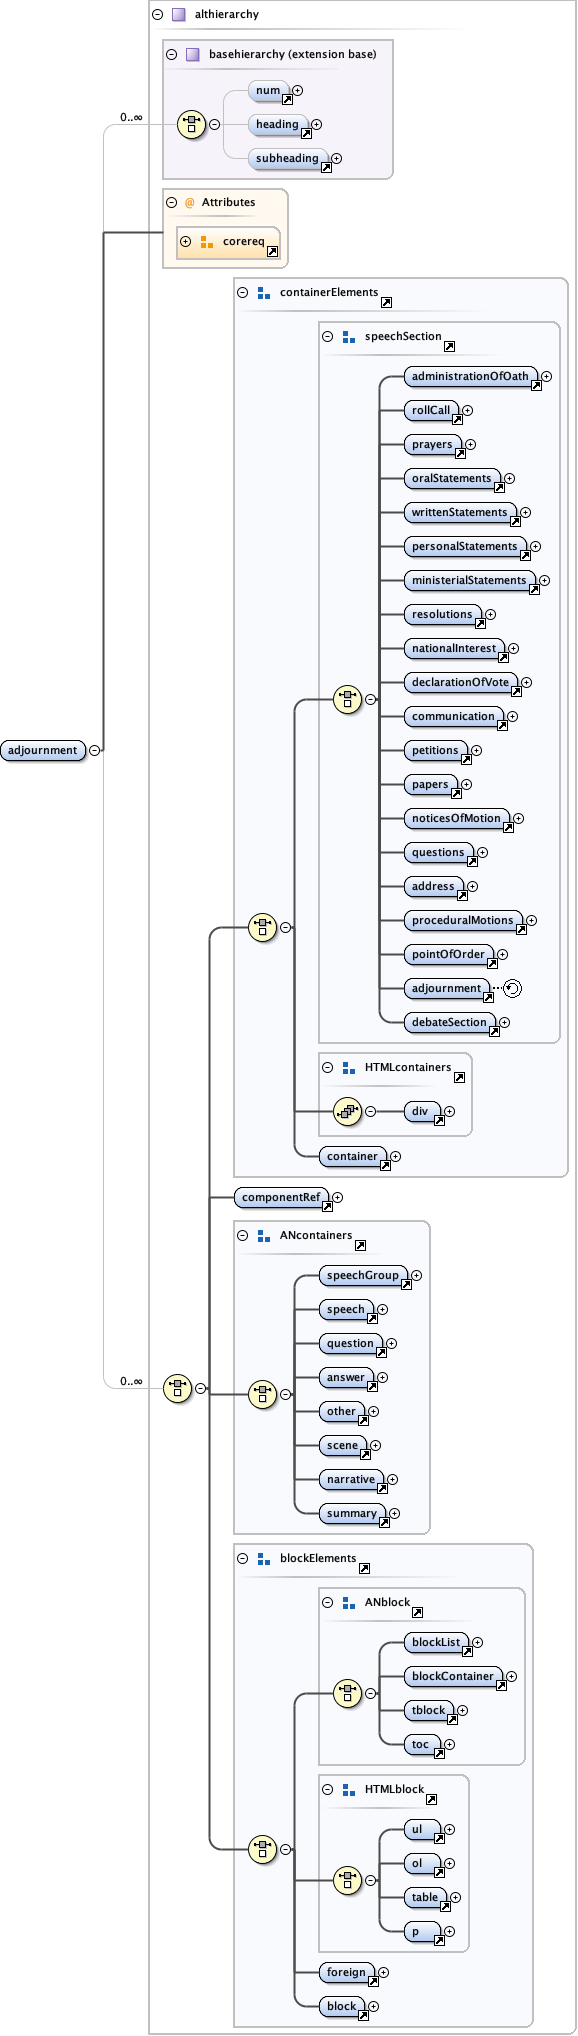 althierarchy
basehierarchy (extension base)
num
0..∞
heading
subheading
@ Attributes
corereq
containerElements
speechSection
administrationOfOath
rollCall
prayers
oralStatements
writtenStatements
personalStatements
ministerialStatements
resolutions
nationalInterest
declarationOfVote
communication
adjournment
petitions
papers
noticesOfMotion
questions
address
proceduralMotions
pointOfOrder
adjournment
debateSection
HTMLcontainers
div
container
componentRef
ANcontainers
speechGroup
speech
question
answer
0..∞
other
scene
narrative
summary
blockElements
ANblock
blockList
blockContainer
tblock
toc
HTMLblock
ul
ol
table
p
foreign
block